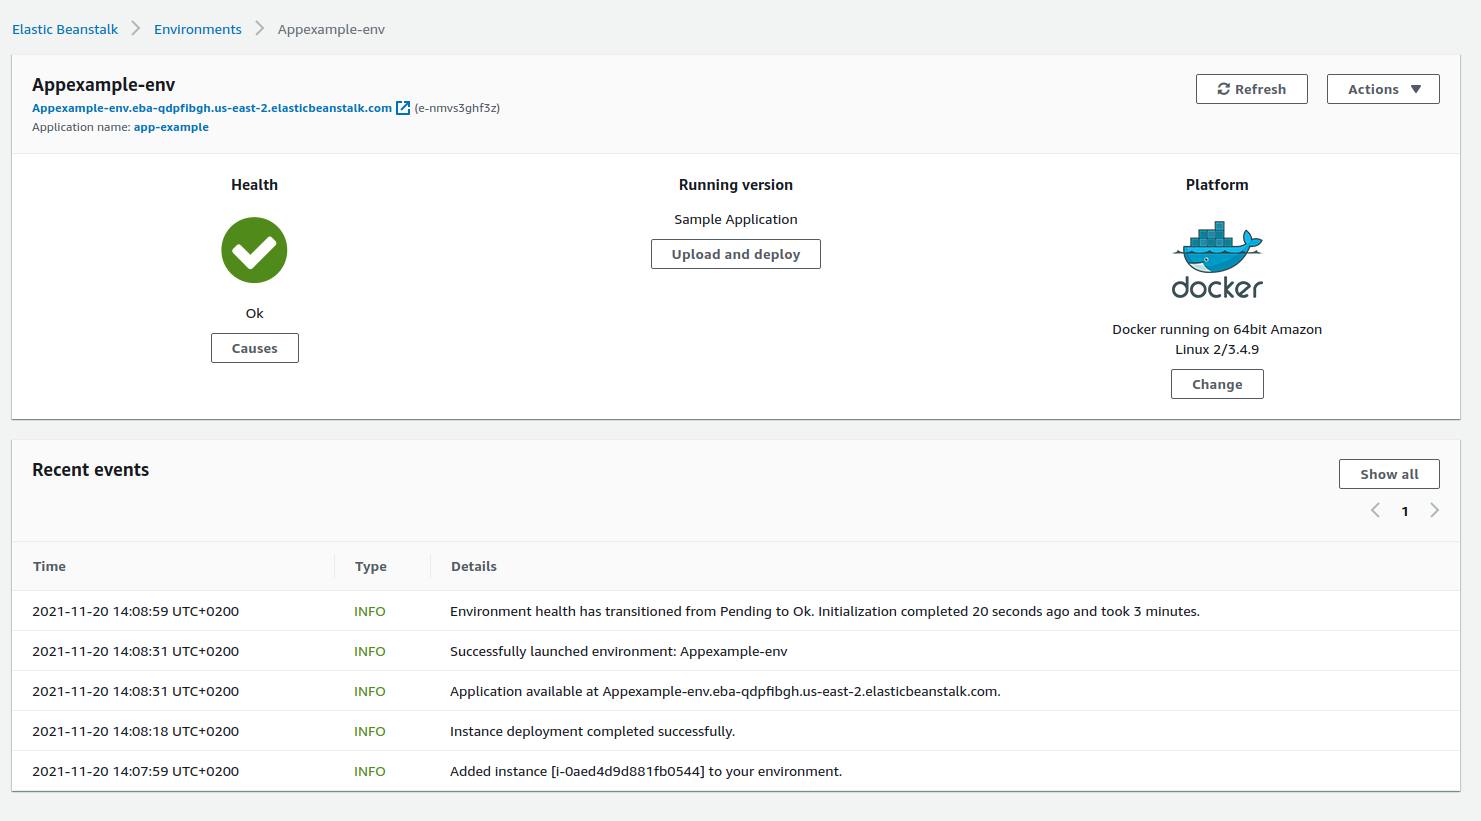 Elastic Beanstalk > Environments > Appexample-env
Appexample-env
Appexample-env.eba-qdpfibgh.us-east-2.elasticbeanstalk.com (e-nmvs3ghf3z)
Application name: app-example
Refresh
Actions
Health
Ok
Causes
Running version
Sample Application
Upload and deploy
Platform
docker
Docker running on 64bit Amazon
Linux 2/3.4.9
Change
Recent events
Show all
1
Time Type Details
2021-11-20 14:08:59 UTC+0200 INFO Environment health has transitioned from Pending to Ok. Initialization completed 20 seconds ago and took 3 minutes.
2021-11-20 14:08:31 UTC+0200 INFO Successfully launched environment: Appexample-env
2021-11-20 14:08:31 UTC+0200 INFO Application available at Appexample-env.eba-qdpfibgh.us-east-2.elasticbeanstalk.com.
2021-11-20 14:08:18 UTC+0200 INFO Instance deployment completed successfully.
2021-11-20 14:07:59 UTC+0200 INFO Added instance [i-0aed4d9d881fb0544] to your environment.